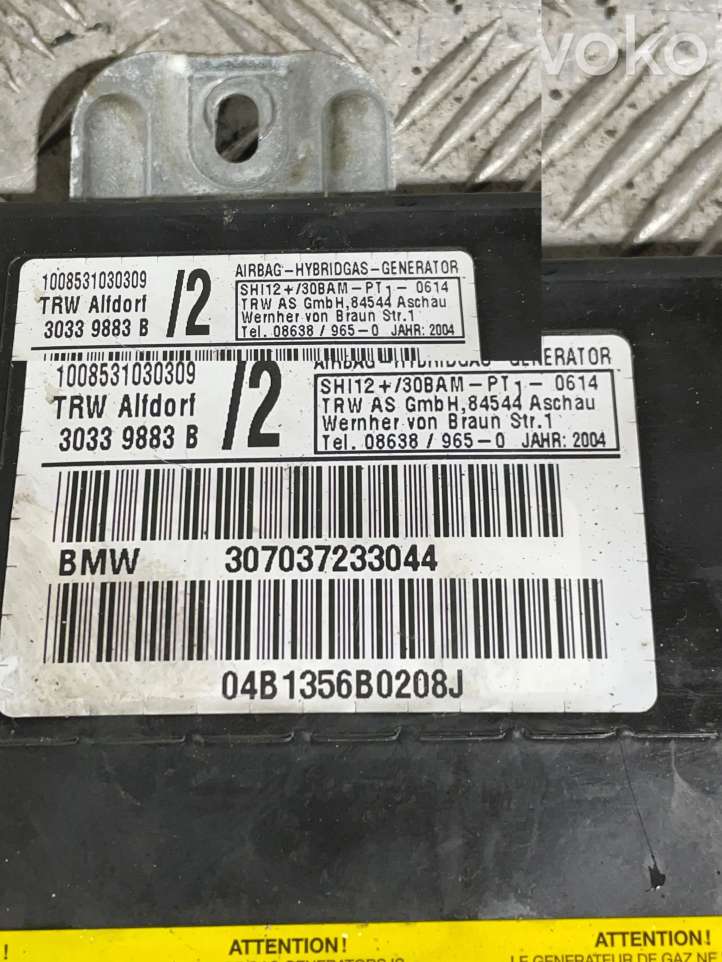 voko
1008531030309
TRW Alfdorf
3033 9883 B
/2
AIRBAG-HYBRIDGAS-GENERATOR
SHI12+/30BAM-PT1- 0614
TRW AS GmbH,84544 Aschau
Wernher von Braun Str.1
Tel. 08638 / 965-0 JAHR: 2004
1008531030309
TRW Alfdorf
3033 9883 B
/2
AIRBAG-HYBRIDGAS-GENERATOR
SHI12+/30BAM-PT1- 0614
TRW AS GmbH,84544 Aschau
Wernher von Braun Str.1
Tel. 08638 / 965-0 JAHR: 2004
BMW 307037233044
04B1356B0208J
!
ATTENTION!
ATTENTION!
LE GENERATEUR DE GAZ NE